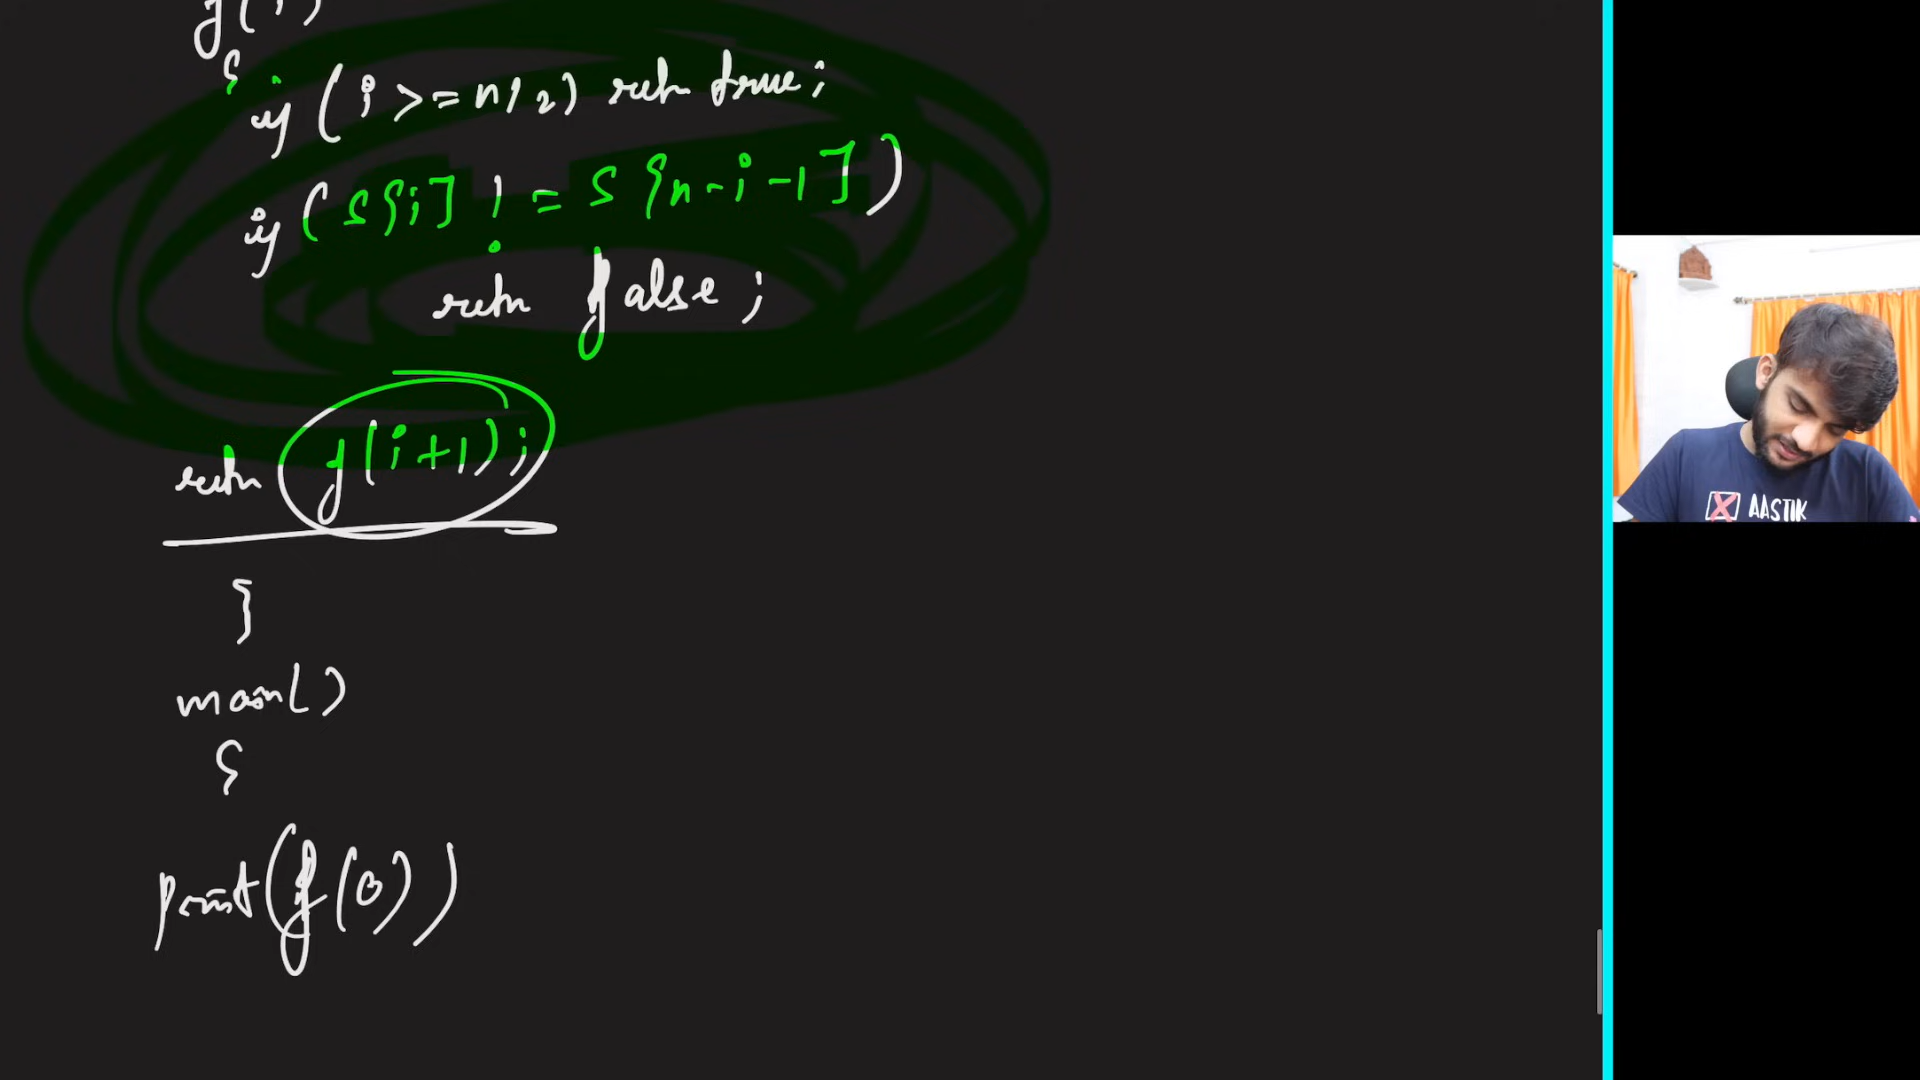 f(i)
{
if (i >= n/2) retn true;
if (s[i] != s[n-i-1])
retn false;
retn f(i+1);
}
main()
{
print(f(0))
AASTIK